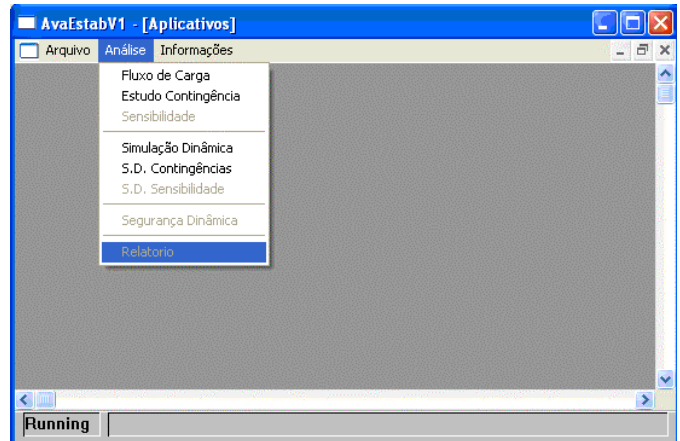 AvaEstabV1 - [Aplicativos]
Arquivo Análise Informações
Fluxo de Carga
Estudo Contingência
Sensibilidade
Simulação Dinâmica
S.D. Contingências
S.D. Sensibilidade
Segurança Dinâmica
Relatorio
Running